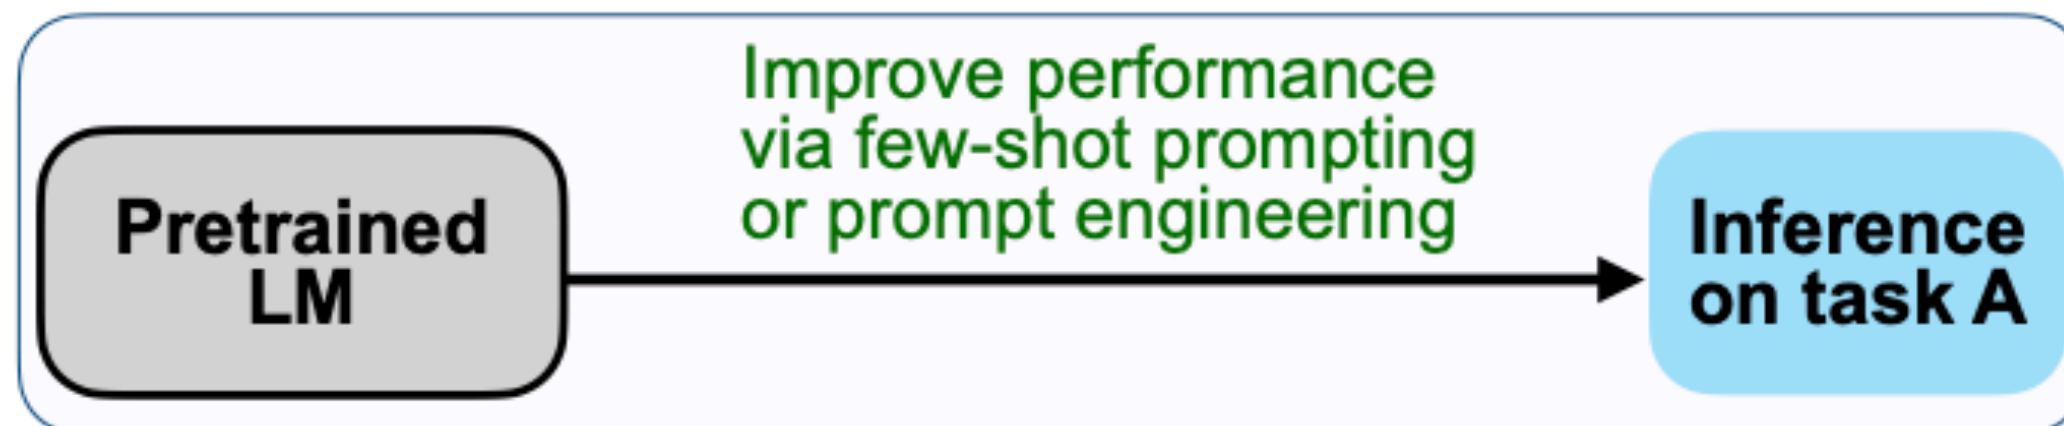 Improve performance
via few-shot prompting
or prompt engineering
Pretrained
LM
Inference
on task A